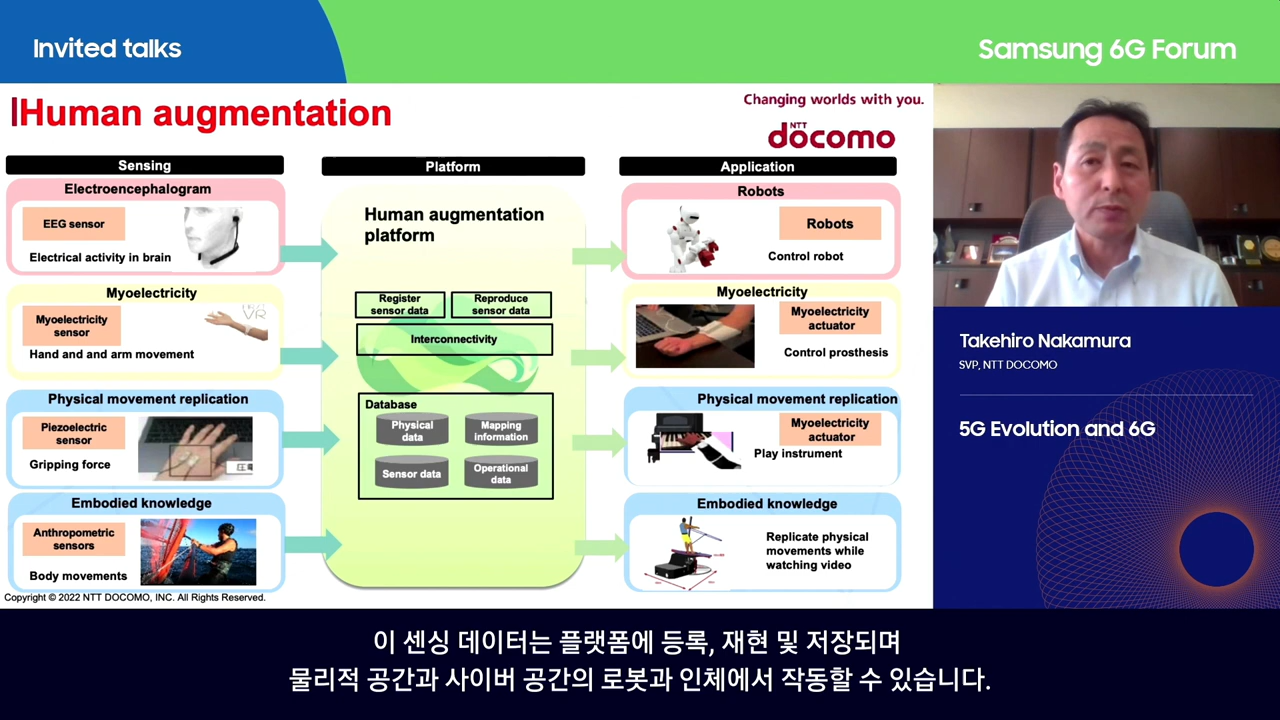 Invited talks
Samsung 6G Forum
Human augmentation
Changing worlds with you.
NTT
docomo
Sensing
Platform
Application
Electroencephalogram
EEG sensor
Electrical activity in brain
Myoelectricity
Myoelectricity
sensor
Hand and and arm movement
Physical movement replication
Piezoelectric
sensor
Gripping force
Embodied knowledge
Anthropometric
sensors
Body movements
Human augmentation
platform
Register
sensor data
Reproduce
sensor data
Interconnectivity
Database
Physical
data
Mapping
information
Sensor data
Operational
data
Robots
Robots
Control robot
Myoelectricity
Myoelectricity
actuator
Control prosthesis
Physical movement replication
Myoelectricity
actuator
Play instrument
Embodied knowledge
Replicate physical
movements while
watching video
Copyright © 2022 NTT DOCOMO, INC. All Rights Reserved.
Takehiro Nakamura
SVP, NTT DOCOMO
5G Evolution and 6G
이 센싱 데이터는 플랫폼에 등록, 재현 및 저장되며
물리적 공간과 사이버 공간의 로봇과 인체에서 작동할 수 있습니다.